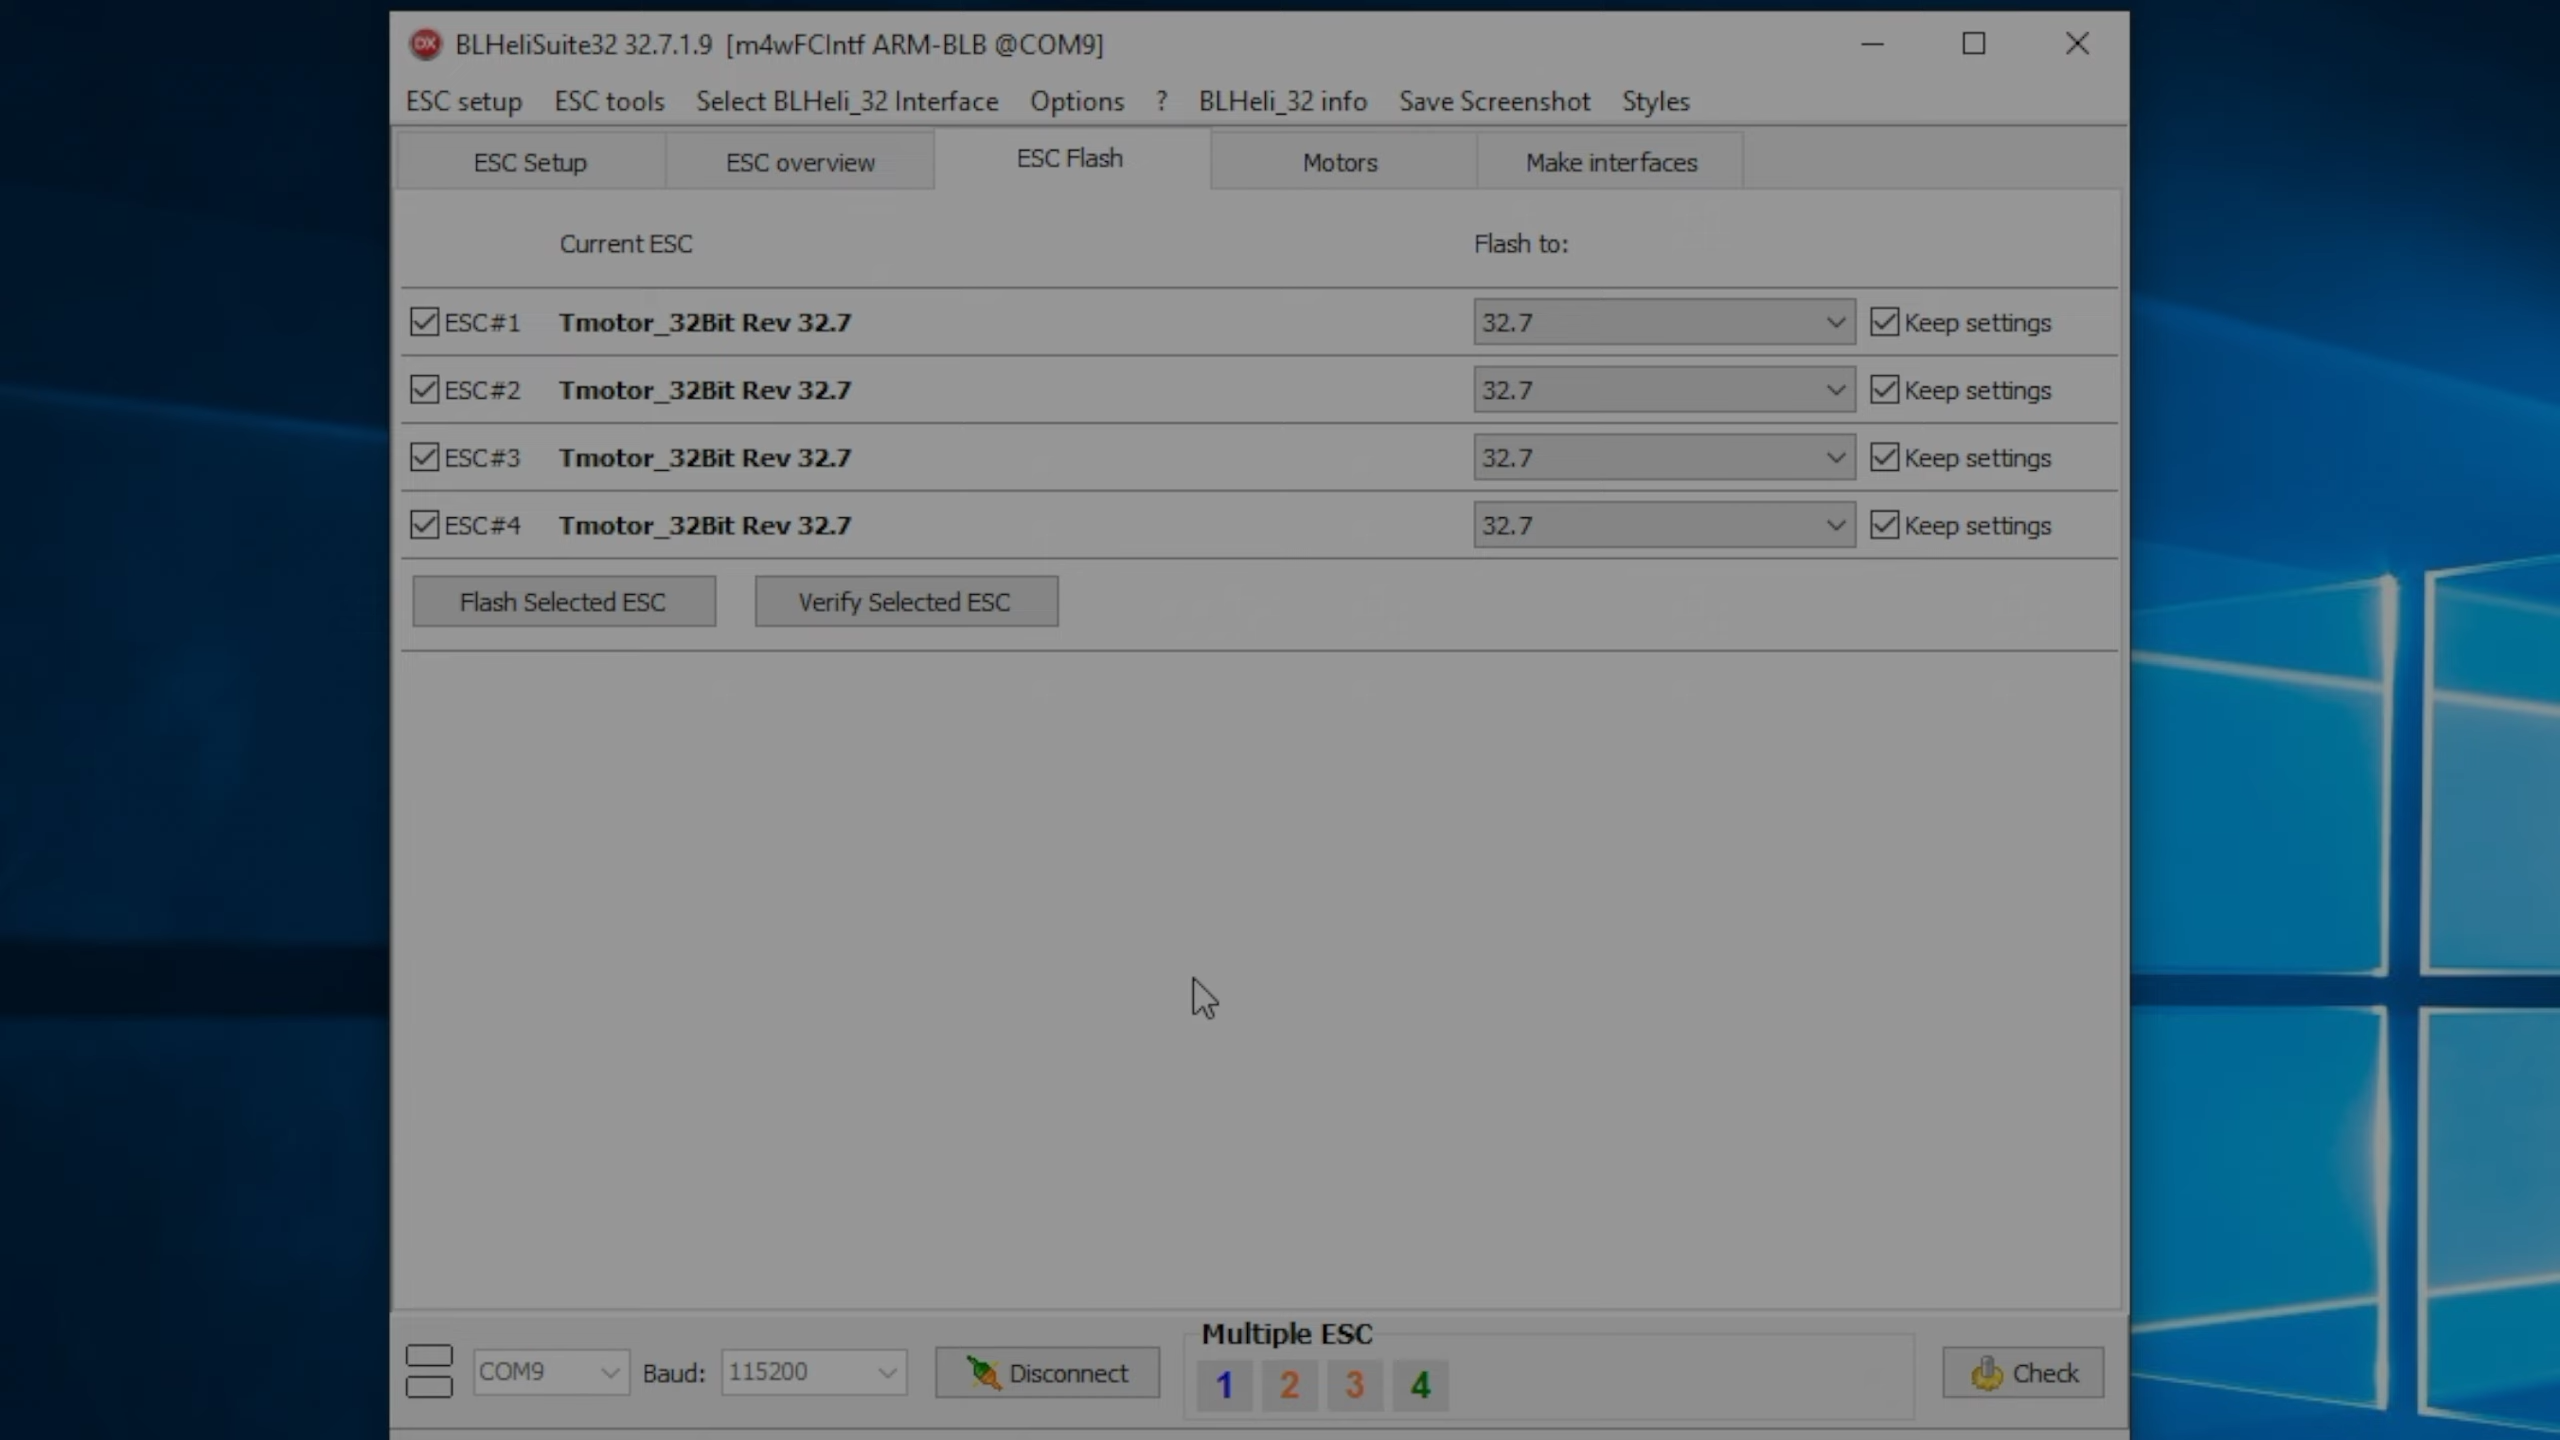 BLHeliSuite32 32.7.1.9 [m4wFCIntf ARM-BLB @COM9]
ESC setup ESC tools Select BLHeli_32 Interface Options ? BLHeli_32 info Save Screenshot Styles
ESC Setup ESC overview ESC Flash Motors Make interfaces
Current ESC Flash to:
ESC#1 Tmotor_32Bit Rev 32.7 32.7 Keep settings
ESC#2 Tmotor_32Bit Rev 32.7 32.7 Keep settings
ESC#3 Tmotor_32Bit Rev 32.7 32.7 Keep settings
ESC#4 Tmotor_32Bit Rev 32.7 32.7 Keep settings
Flash Selected ESC Verify Selected ESC
Multiple ESC
COM9 Baud: 115200 Disconnect 1 2 3 4 Check